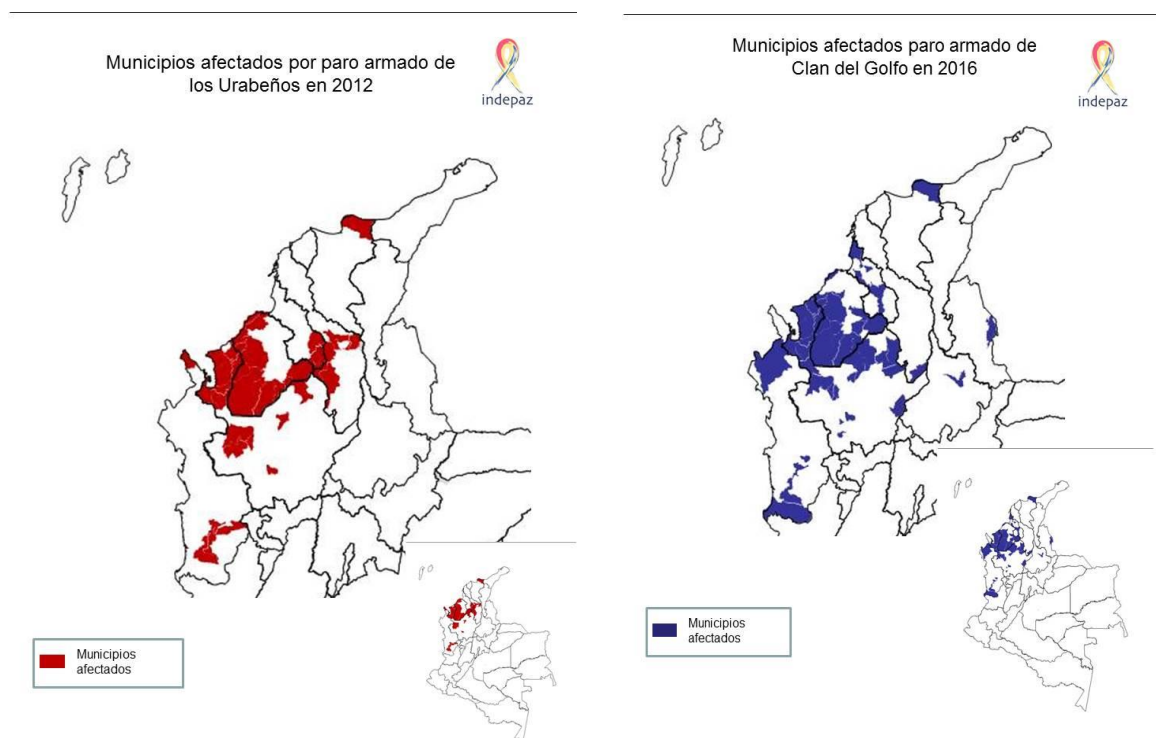 Municipios afectados por paro armado de
los Urabeños en 2012
indepaz
Municipios
afectados
Municipios afectados paro armado de
Clan del Golfo en 2016
indepaz
Municipios
afectados